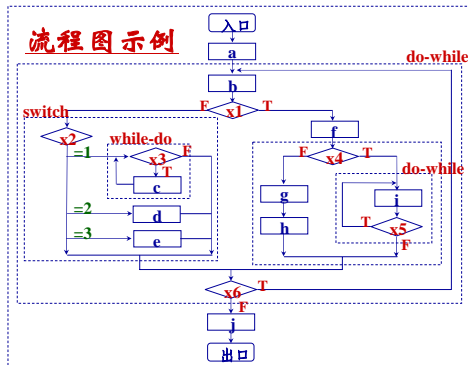 流程图示例
入口
a
do-while
b
F x1 T
switch
x2
while-do
f
=1 x3 F
T
c
F x4 T
do-while
g
i
=2 d
h
T x5
F
=3 e
x6 T
F
j
出口